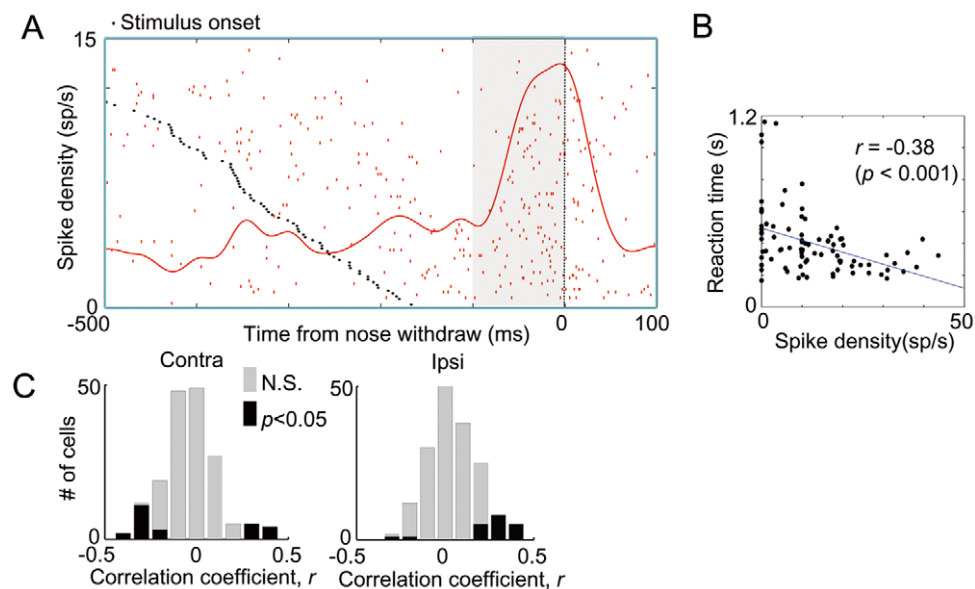 A
· Stimulus onset
15
Spike density (sp/s)
0
-500
0
100
Time from nose withdraw (ms)
B
1.2
r = -0.38
(p < 0.001)
Reaction time (s)
0
0
50
Spike density(sp/s)
C
Contra
50
N.S.
p<0.05
# of cells
0
-0.5
0
0.5
Correlation coefficient, r
Ipsi
50
0
-0.5
0
0.5
Correlation coefficient, r